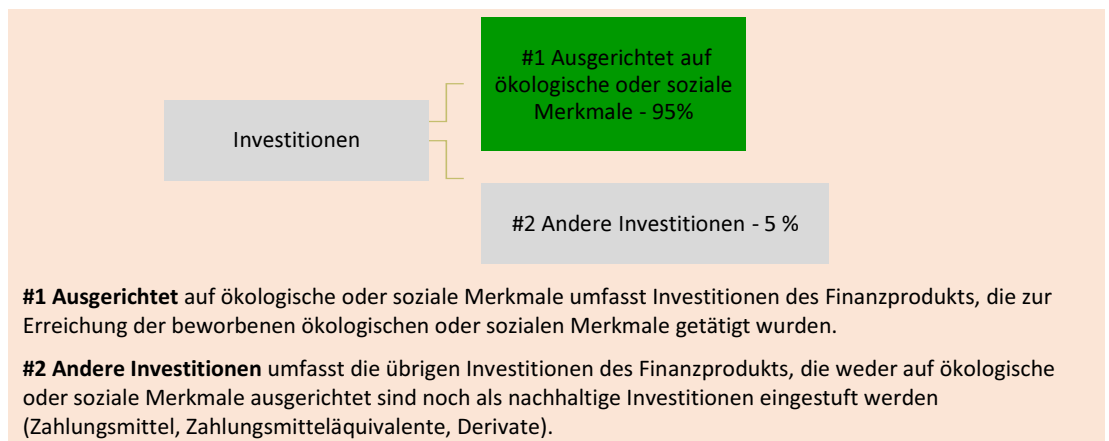 #1 Ausgerichtet auf
ökologische oder soziale
Merkmale - 95%
Investitionen
#2 Andere Investitionen - 5 %
#1 Ausgerichtet auf ökologische oder soziale Merkmale umfasst Investitionen des Finanzprodukts, die zur
Erreichung der beworbenen ökologischen oder sozialen Merkmale getätigt wurden.
#2 Andere Investitionen umfasst die übrigen Investitionen des Finanzprodukts, die weder auf ökologische
oder soziale Merkmale ausgerichtet sind noch als nachhaltige Investitionen eingestuft werden
(Zahlungsmittel, Zahlungsmitteläquivalente, Derivate).